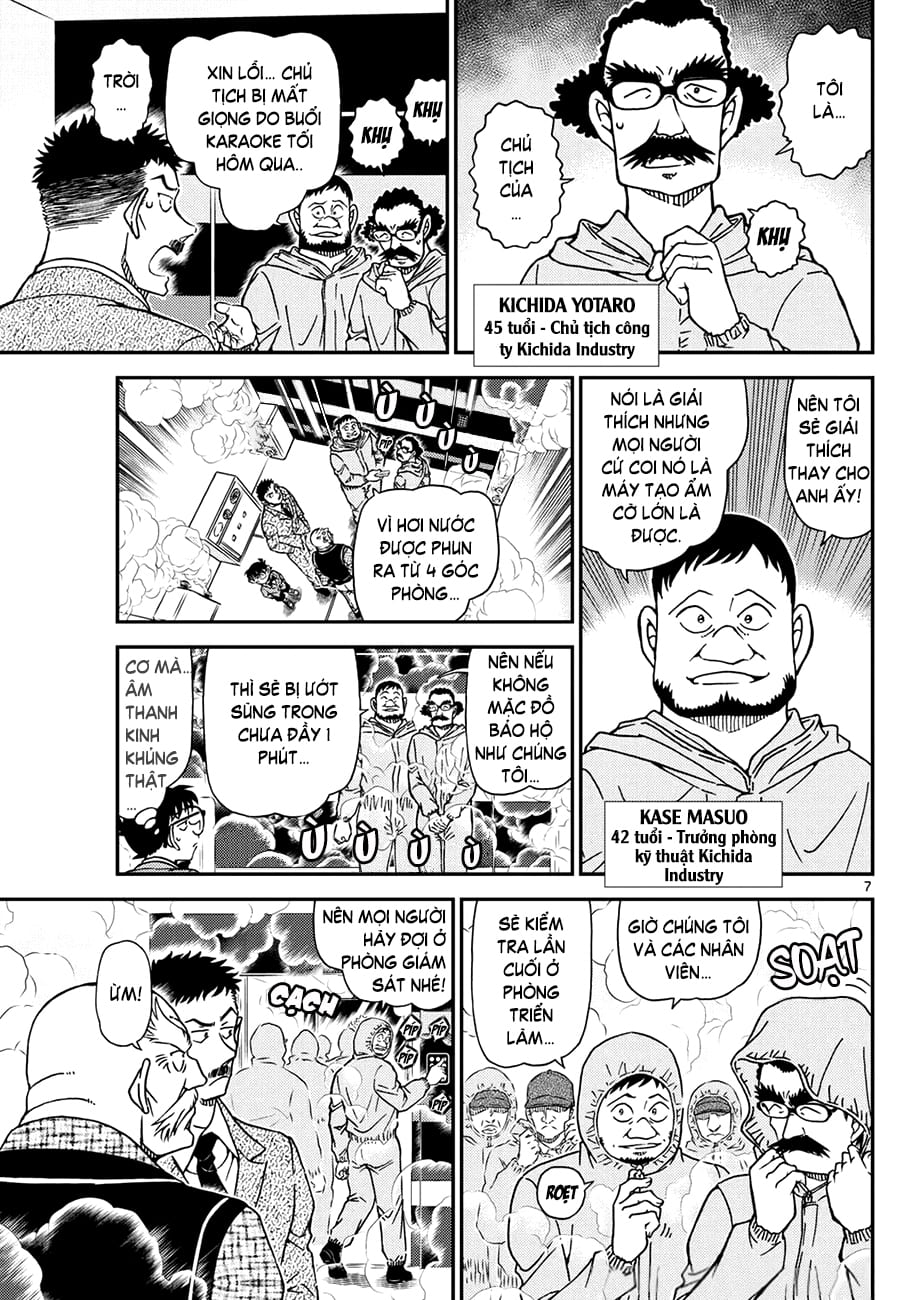 TÔI
LÀ...
CHỦ
TỊCH
CỦA
...
KHỤ
KICHIDA YOTARO
45 tuổi - Chủ tịch công
ty Kichida Industry
KHỤ
KHỤ
XIN LỖI... CHỦ
TỊCH BỊ MẤT
GIỌNG DO BUỔI
KARAOKE TỐI
HÔM QUA..
TRỜI
...
NÊN TÔI
SẼ GIẢI
THÍCH
THAY CHO
ANH ẤY!
NÓI LÀ GIẢI
THÍCH NHƯNG
MỌI NGƯỜI
CỨ COI NÓ LÀ
MÁY TẠO ẨM
CỠ LỚN LÀ
ĐƯỢC.
KASE MASUO
42 tuổi - Trưởng phòng
kỹ thuật Kichida
Industry
Ù Ù Ù Ù
PÍP
VÌ HƠI NƯỚC
ĐƯỢC PHUN
RA TỪ 4 GÓC
PHÒNG...
NÊN NẾU
KHÔNG
MẶC ĐỒ
BẢO HỘ
NHƯ CHÚNG
TÔI...
THÌ SẼ BỊ ƯỚT
SŨNG TRONG
CHƯA ĐẦY 1
PHÚT...
Ù Ù Ù Ù
CƠ MÀ...
ÂM
THANH
KINH
KHỦNG
THẬT
...
7
GIỜ CHÚNG TÔI
VÀ CÁC NHÂN
VIÊN...
SOẠT
SẼ KIỂM
TRA LẦN
CUỐI Ở
PHÒNG
TRIỂN
LÃM...
ROẸT
NÊN MỌI NGƯỜI
HÃY ĐỢI Ở
PHÒNG GIÁM
SÁT NHÉ!
CẠCH
PÍP
PÍP
PÍP
PÍP
ỪM!